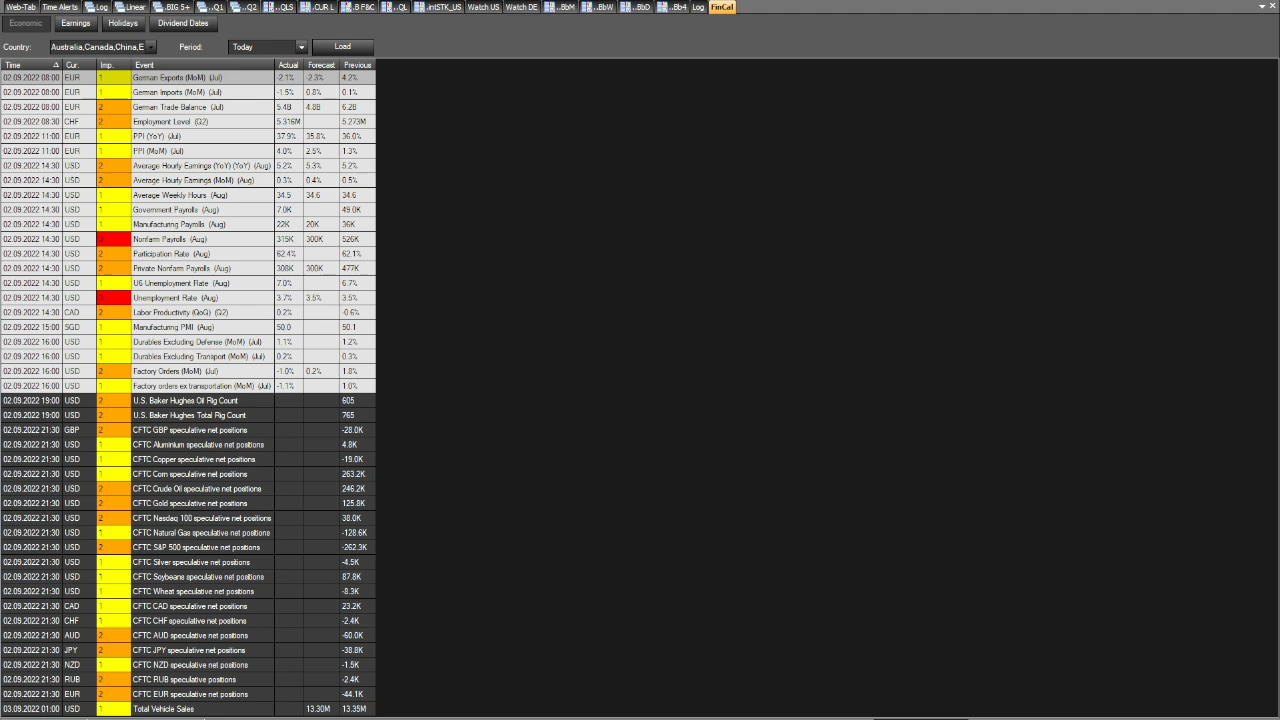 Web-Tab Time Alerts Log Linear .BIG 5+ ..Q1 ..Q2 .QLS .CUR L .B F&C .QL .intSTK_US Watch US Watch DE ..BbM ..BbW ..BbD ..Bb4 Log FinCal
Economic Earnings Holidays Dividend Dates
Country: Australia,Canada,China,E Period: Today Load
Time Cur. Imp. Event Actual Forecast Previous
02.09.2022 08:00 EUR 1 German Exports (MoM) (Jul) -2.1% -2.3% 4.2%
02.09.2022 08:00 EUR 1 German Imports (MoM) (Jul) -1.5% 0.8% 0.1%
02.09.2022 08:00 EUR 2 German Trade Balance (Jul) 5.4B 4.8B 6.2B
02.09.2022 08:30 CHF 2 Employment Level (Q2) 5.316M 5.273M
02.09.2022 11:00 EUR 1 PPI (YoY) (Jul) 37.9% 35.8% 36.0%
02.09.2022 11:00 EUR 1 PPI (MoM) (Jul) 4.0% 2.5% 1.3%
02.09.2022 14:30 USD 2 Average Hourly Earnings (YoY) (YoY) (Aug) 5.2% 5.3% 5.2%
02.09.2022 14:30 USD 2 Average Hourly Earnings (MoM) (Aug) 0.3% 0.4% 0.5%
02.09.2022 14:30 USD 1 Average Weekly Hours (Aug) 34.5 34.6 34.6
02.09.2022 14:30 USD 1 Government Payrolls (Aug) 7.0K 49.0K
02.09.2022 14:30 USD 1 Manufacturing Payrolls (Aug) 22K 20K 36K
02.09.2022 14:30 USD 3 Nonfarm Payrolls (Aug) 315K 300K 526K
02.09.2022 14:30 USD 2 Participation Rate (Aug) 62.4% 62.1%
02.09.2022 14:30 USD 2 Private Nonfarm Payrolls (Aug) 308K 300K 477K
02.09.2022 14:30 USD 1 U6 Unemployment Rate (Aug) 7.0% 6.7%
02.09.2022 14:30 USD 3 Unemployment Rate (Aug) 3.7% 3.5% 3.5%
02.09.2022 14:30 CAD 2 Labor Productivity (QoQ) (Q2) 0.2% -0.6%
02.09.2022 15:00 SGD 1 Manufacturing PMI (Aug) 50.0 50.1
02.09.2022 16:00 USD 1 Durables Excluding Defense (MoM) (Jul) 1.1% 1.2%
02.09.2022 16:00 USD 1 Durables Excluding Transport (MoM) (Jul) 0.2% 0.3%
02.09.2022 16:00 USD 2 Factory Orders (MoM) (Jul) -1.0% 0.2% 1.8%
02.09.2022 16:00 USD 1 Factory orders ex transportation (MoM) (Jul) -1.1% 1.0%
02.09.2022 19:00 USD 2 U.S. Baker Hughes Oil Rig Count 605
02.09.2022 19:00 USD 2 U.S. Baker Hughes Total Rig Count 765
02.09.2022 21:30 GBP 2 CFTC GBP speculative net positions -28.0K
02.09.2022 21:30 USD 1 CFTC Aluminium speculative net positions 4.8K
02.09.2022 21:30 USD 1 CFTC Copper speculative net positions -19.0K
02.09.2022 21:30 USD 1 CFTC Corn speculative net positions 263.2K
02.09.2022 21:30 USD 2 CFTC Crude Oil speculative net positions 246.2K
02.09.2022 21:30 USD 2 CFTC Gold speculative net positions 125.8K
02.09.2022 21:30 USD 2 CFTC Nasdaq 100 speculative net positions 38.0K
02.09.2022 21:30 USD 1 CFTC Natural Gas speculative net positions -128.6K
02.09.2022 21:30 USD 2 CFTC S&P 500 speculative net positions -262.3K
02.09.2022 21:30 USD 1 CFTC Silver speculative net positions -4.5K
02.09.2022 21:30 USD 1 CFTC Soybeans speculative net positions 87.8K
02.09.2022 21:30 USD 1 CFTC Wheat speculative net positions -8.3K
02.09.2022 21:30 CAD 1 CFTC CAD speculative net positions 23.2K
02.09.2022 21:30 CHF 1 CFTC CHF speculative net positions -2.4K
02.09.2022 21:30 AUD 2 CFTC AUD speculative net positions -60.0K
02.09.2022 21:30 JPY 2 CFTC JPY speculative net positions -38.8K
02.09.2022 21:30 NZD 1 CFTC NZD speculative net positions -1.5K
02.09.2022 21:30 RUB 2 CFTC RUB speculative net positions -2.4K
02.09.2022 21:30 EUR 2 CFTC EUR speculative net positions -44.1K
03.09.2022 01:00 USD 1 Total Vehicle Sales 13.30M 13.35M